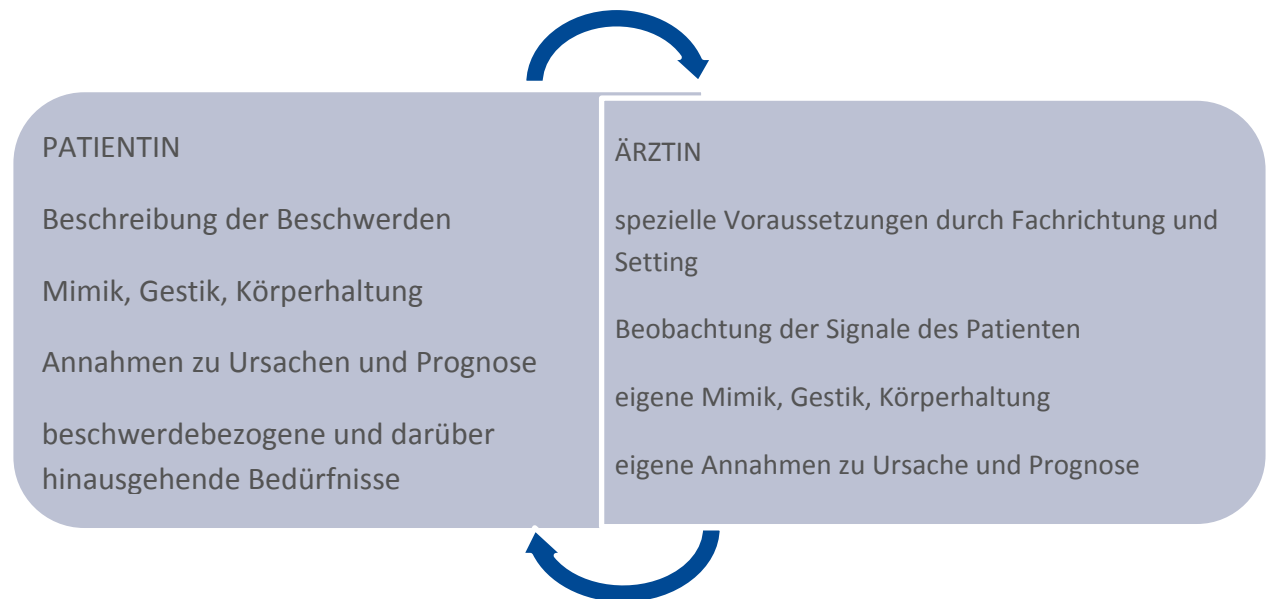 PATIENTIN
Beschreibung der Beschwerden
Mimik, Gestik, Körperhaltung
Annahmen zu Ursachen und Prognose
beschwerdebezogene und darüber
hinausgehende Bedürfnisse
ÄRZTIN
spezielle Voraussetzungen durch Fachrichtung und
Setting
Beobachtung der Signale des Patienten
eigene Mimik, Gestik, Körperhaltung
eigene Annahmen zu Ursache und Prognose